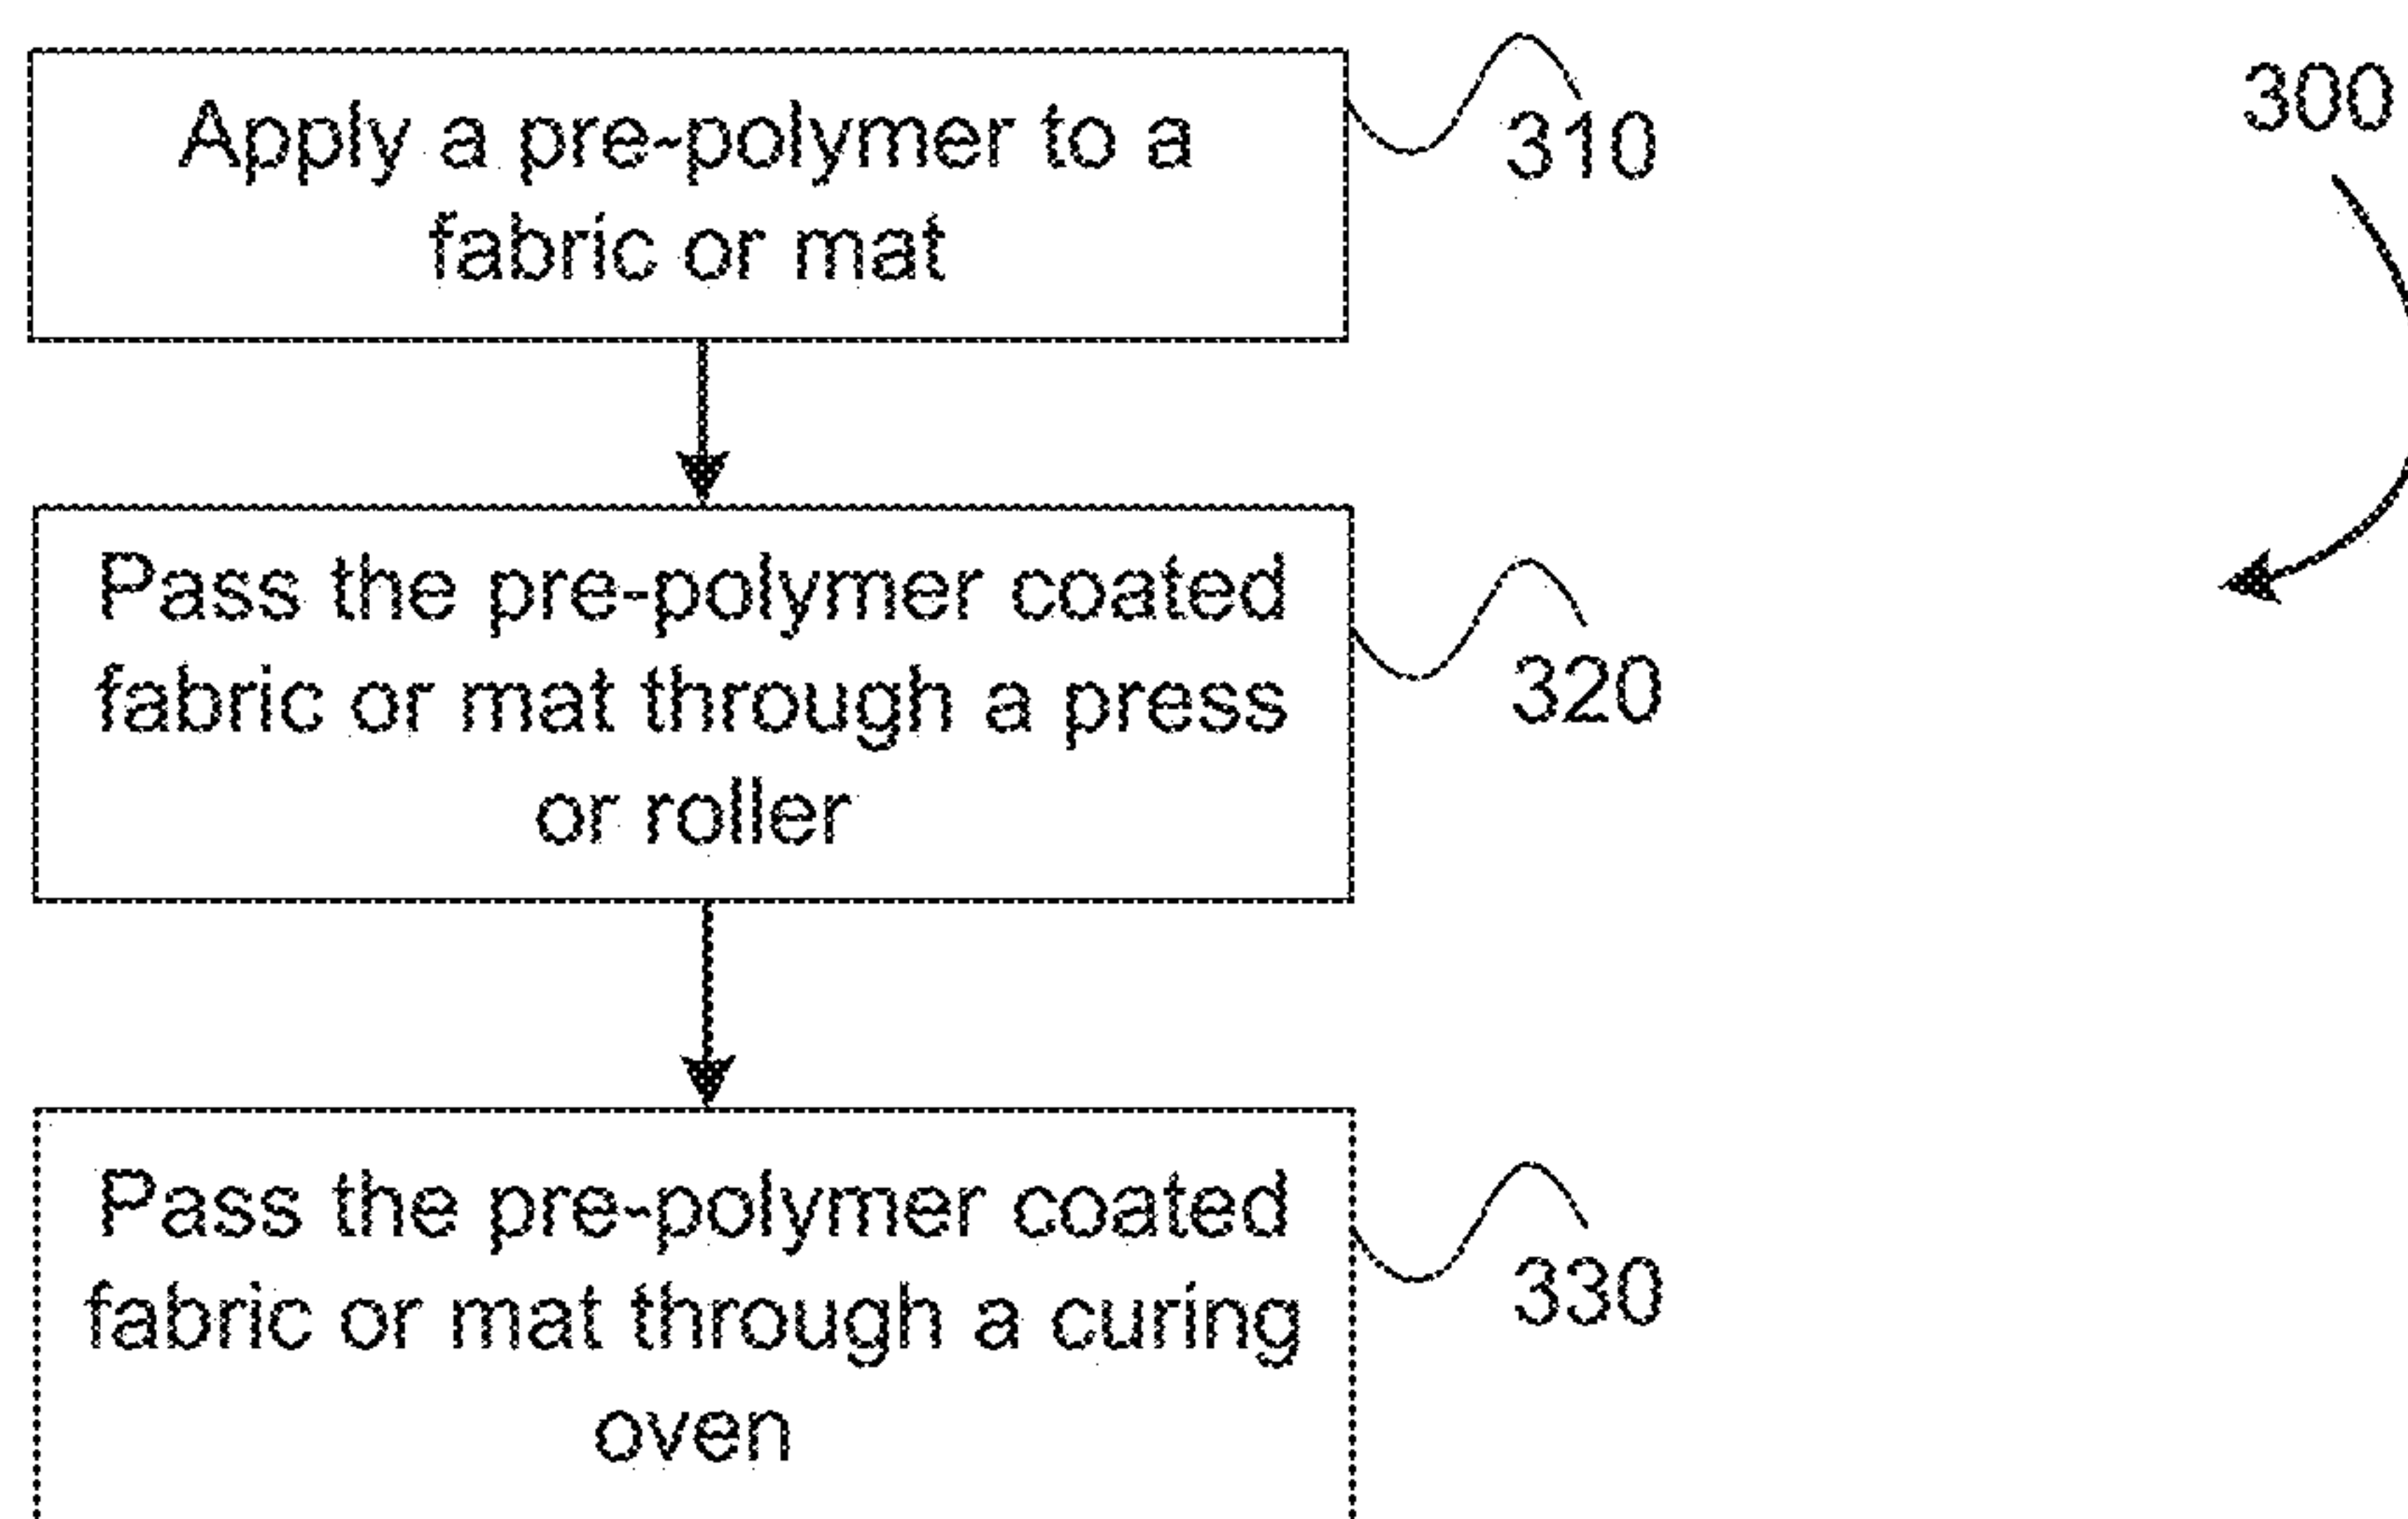 Apply a pre-polymer to a
fabric or mat
310
300
Pass the pre-polymer coated
fabric or mat through a press
or roller
320
Pass the pre-polymer coated
fabric or mat through a curing
oven
330